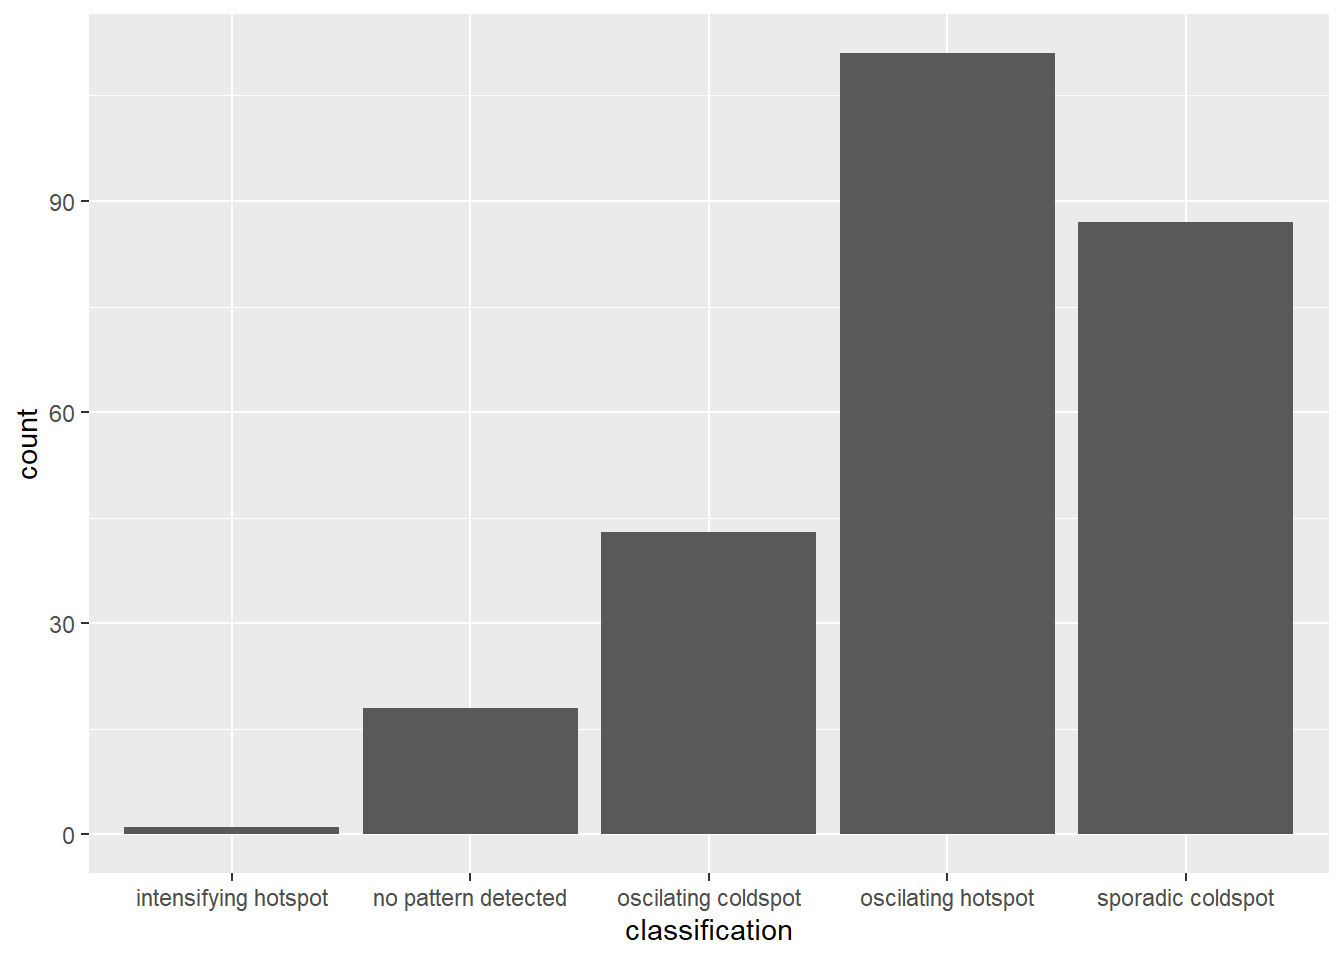 count
90
60
30
0
intensifying hotspot no pattern detected oscilating coldspot oscilating hotspot sporadic coldspot
classification